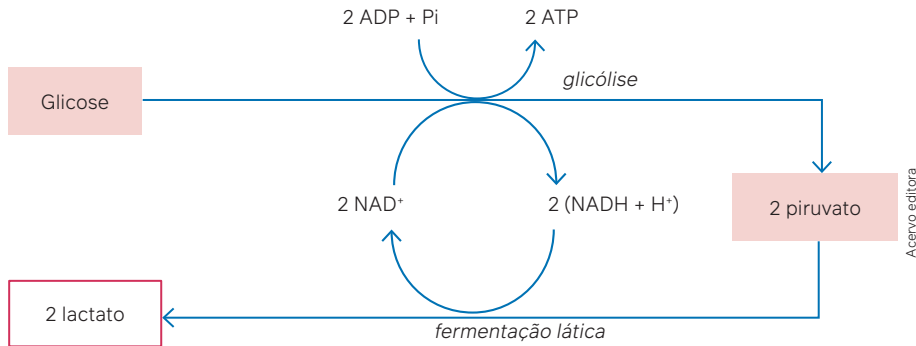 2 ADP + Pi
2 ATP
glicólise
Glicose
2 NAD⁺
2 (NADH + H⁺)
2 piruvato
Acervo editora
2 lactato
fermentação lática